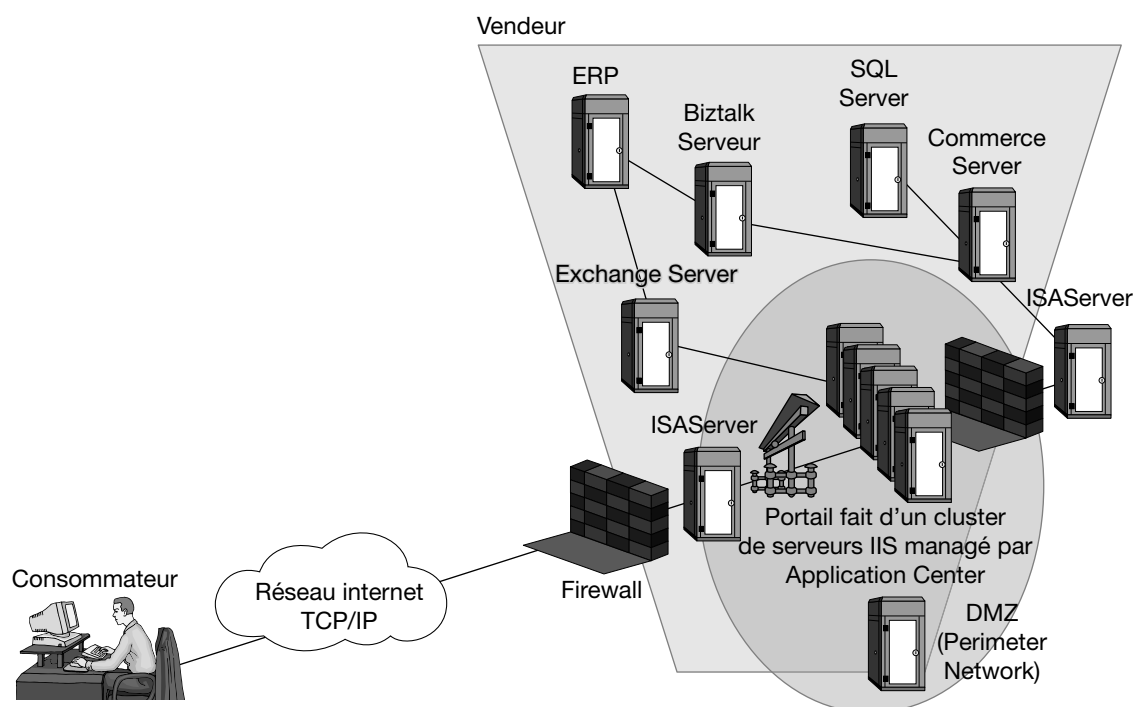 Vendeur
ERP
SQL
Server
Biztalk
Serveur
Commerce
Server
Exchange Server
ISAServer
ISAServer
Portail fait d'un cluster
de serveurs IIS managé par
Application Center
Firewall
Consommateur
Réseau internet
TCP/IP
DMZ
(Perimeter
Network)